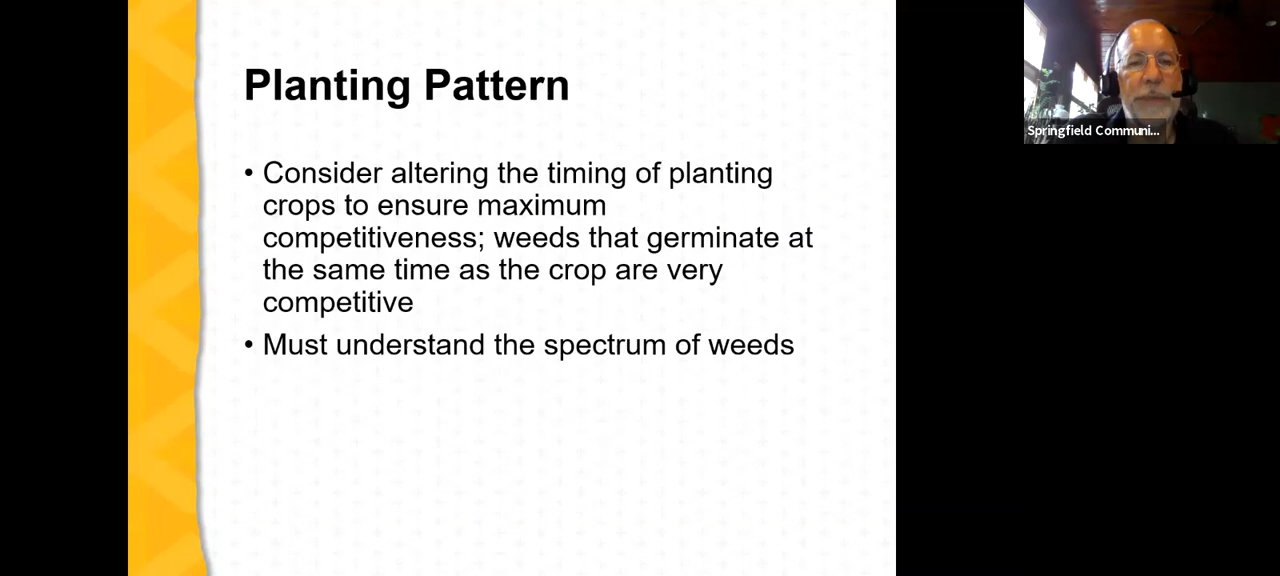 Planting Pattern
• Consider altering the timing of planting
crops to ensure maximum
competitiveness; weeds that germinate at
the same time as the crop are very
competitive
• Must understand the spectrum of weeds
Springfield Communi...